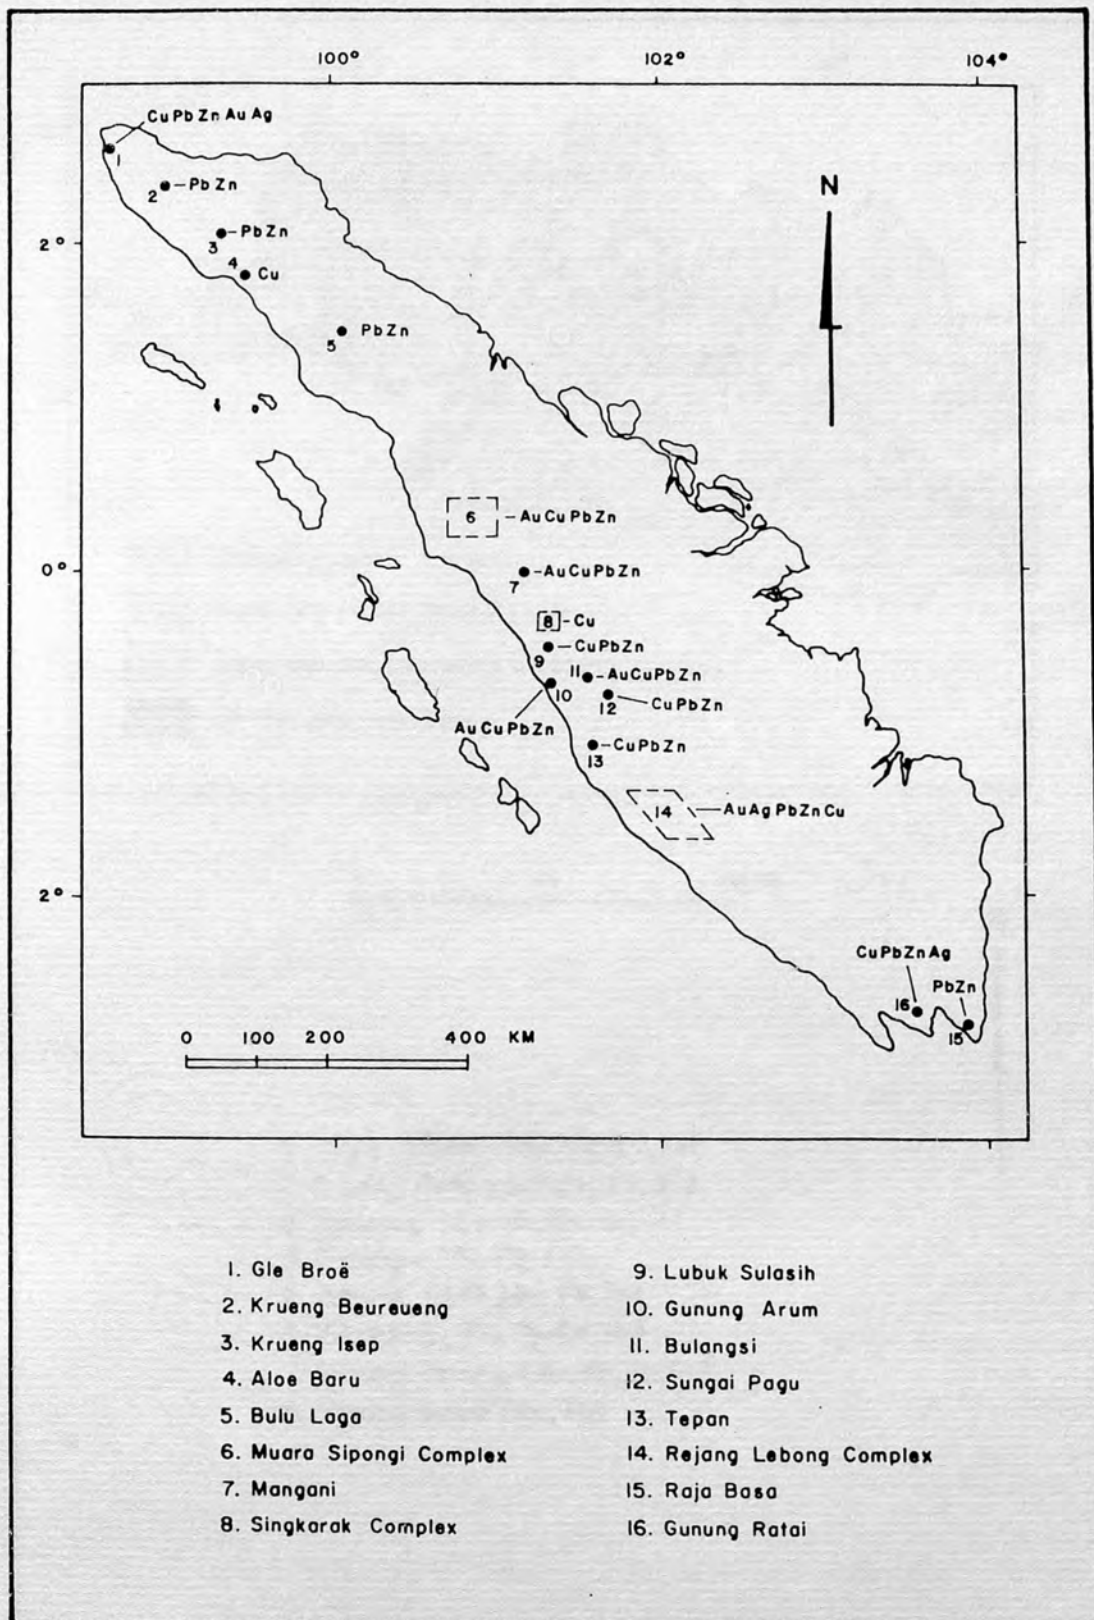 100° 102° 104°
CuPbZnAuAg
1
N
2 PbZn
2°
3 PbZn
4 Cu
5 PbZn
6 AuCuPbZn
0°
7 AuCuPbZn
8 Cu
9 CuPbZn
11 AuCuPbZn
10
12 CuPbZn
AuCuPbZn
13 CuPbZn
14 AuAgPbZnCu
2°
CuPbZnAg
PbZn
16
15
0 100 200 400 KM
1. Gle Broë
2. Krueng Beureueng
3. Krueng Isep
4. Aloe Baru
5. Bulu Laga
6. Muara Sipongi Complex
7. Mangani
8. Singkarak Complex
9. Lubuk Sulasih
10. Gunung Arum
11. Bulangsi
12. Sungai Pagu
13. Tepan
14. Rejang Lebong Complex
15. Raja Basa
16. Gunung Ratai